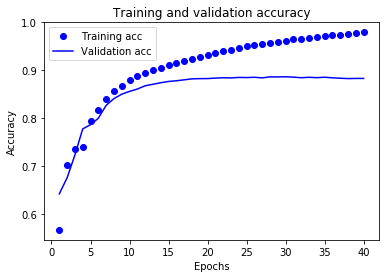 Training and validation accuracy
1.0
Training acc
Validation acc
0.9
0.8
0.7
0.6
Accuracy
0 5 10 15 20 25 30 35 40
Epochs